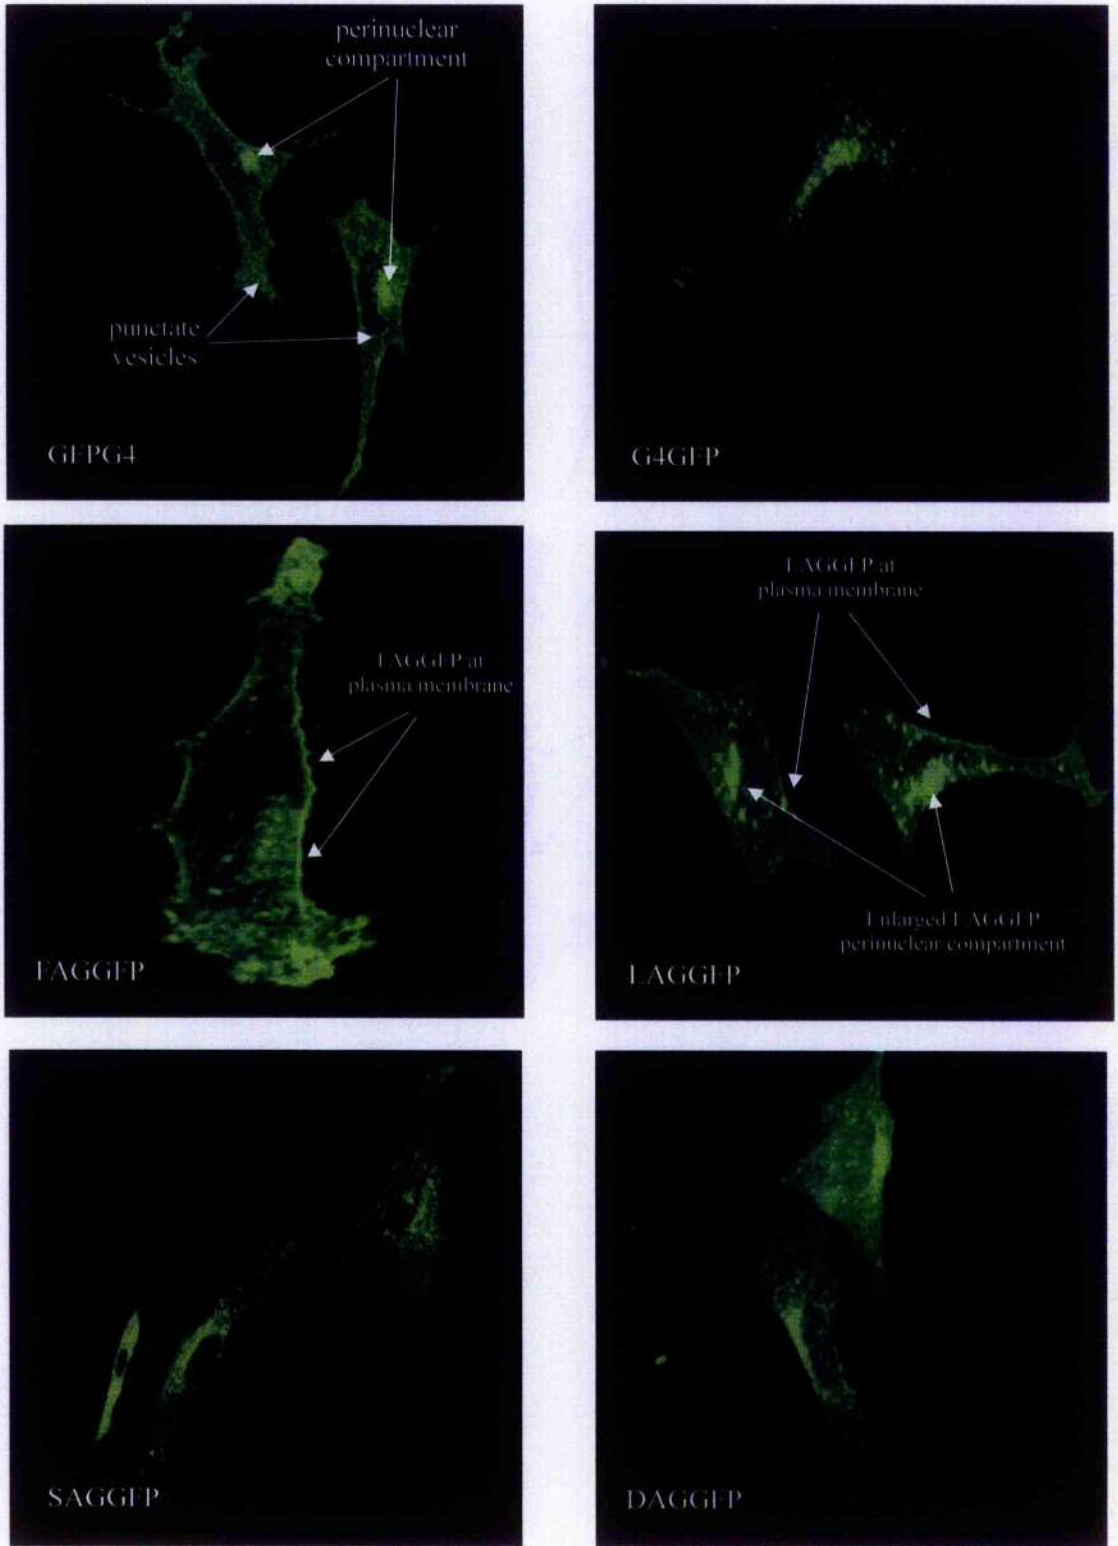 perinuclear
compartment
punctate
vesicles
GFPG4
G4GFP
FAGGFP at
plasma membrane
FAGGFP
LAGGFP at
plasma membrane
Enlarged LAGGFP
perinuclear compartment
LAGGFP
SAGGFP
DAGGFP